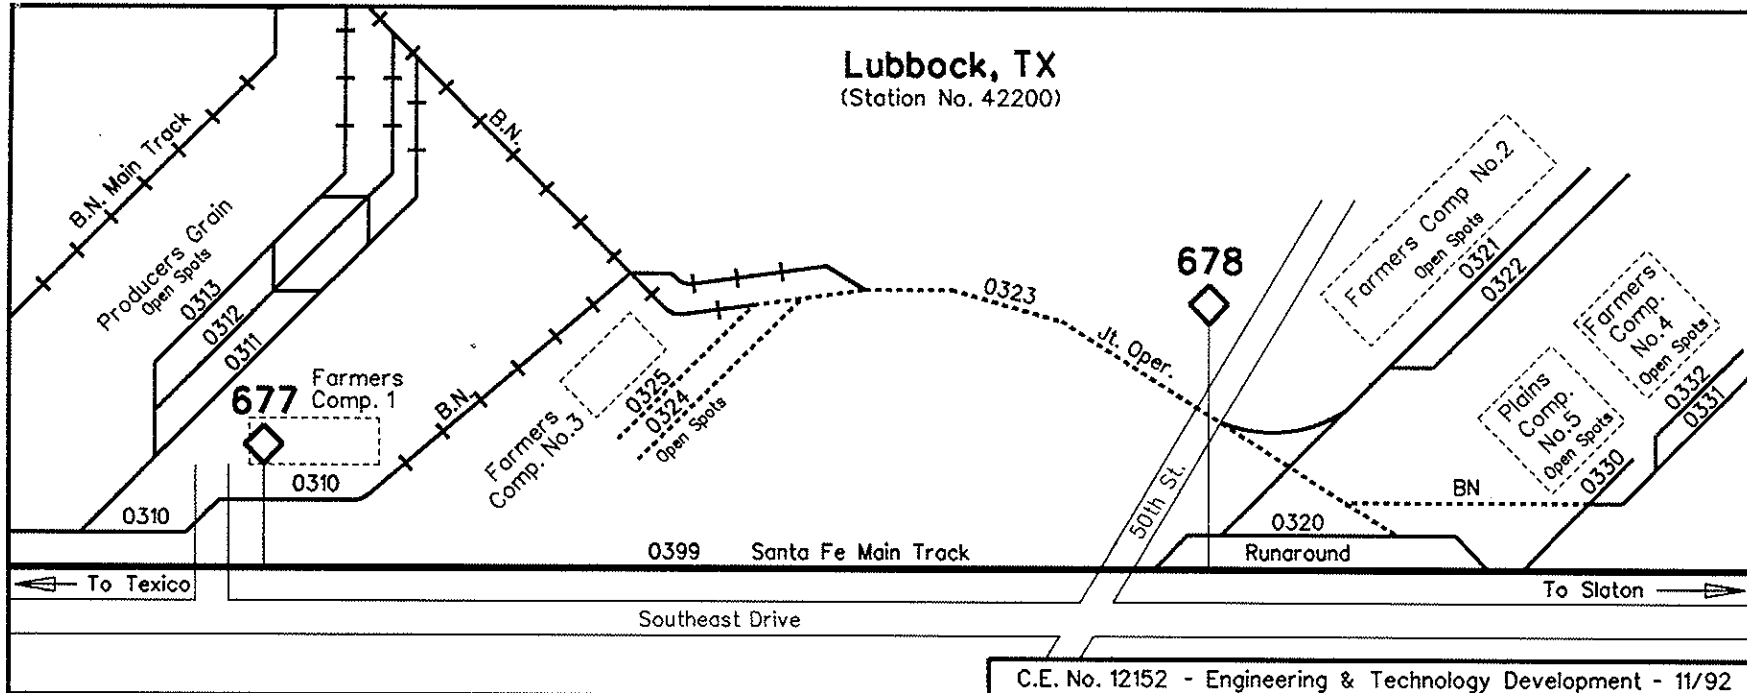 Lubbock, TX
(Station No. 42200)
B.N. Main Track
B.N.
Producers Grain
Open Spots
0313
0312
0311
677
Farmers
Comp. 1
B.N.
0310
0310
Farmers
Comp. No.3
0325
0324
Open Spots
0323
Jt. Oper.
678
50th St.
Farmers Comp No.2
Open Spots
0321
0322
Farmers
Comp.
No.4
Open Spots
0332
0331
Plains
Comp.
No.5
Open Spots
0330
BN
0320
Runaround
0399 Santa Fe Main Track
To Texico
To Slaton
Southeast Drive
C.E. No. 12152 - Engineering & Technology Development - 11/92